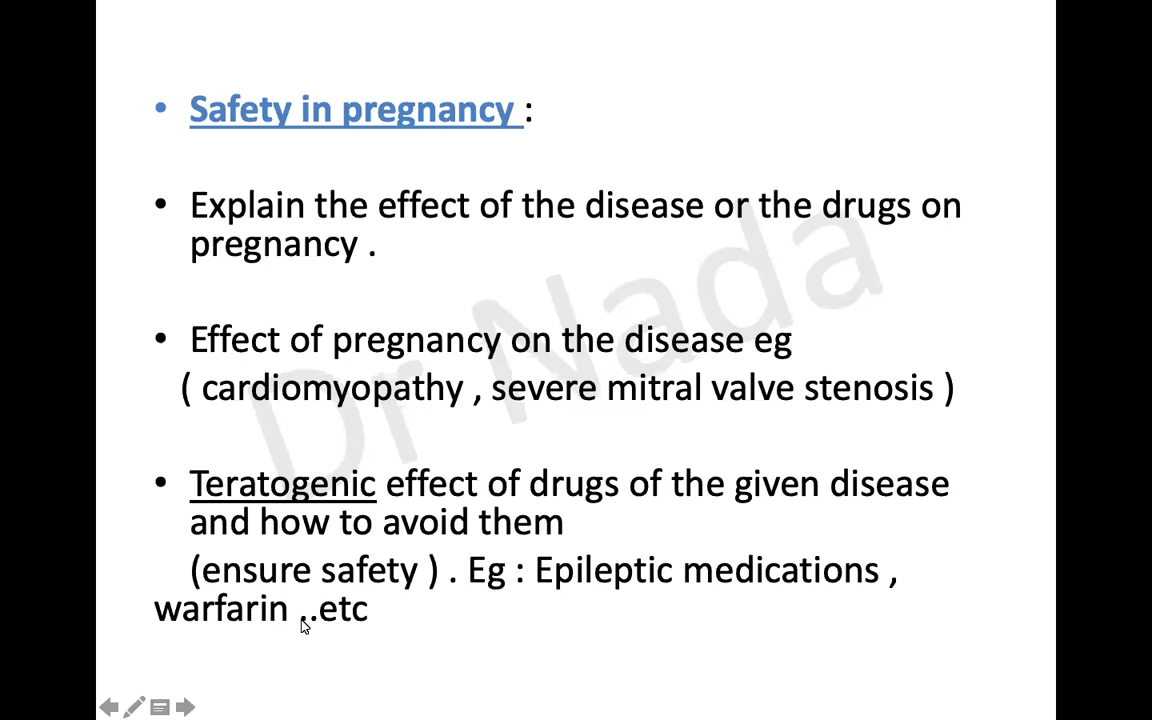 • Safety in pregnancy :
• Explain the effect of the disease or the drugs on
pregnancy .
• Effect of pregnancy on the disease eg
( cardiomyopathy , severe mitral valve stenosis )
• Teratogenic effect of drugs of the given disease
and how to avoid them
(ensure safety ) . Eg : Epileptic medications ,
warfarin ..etc
Dr Nada